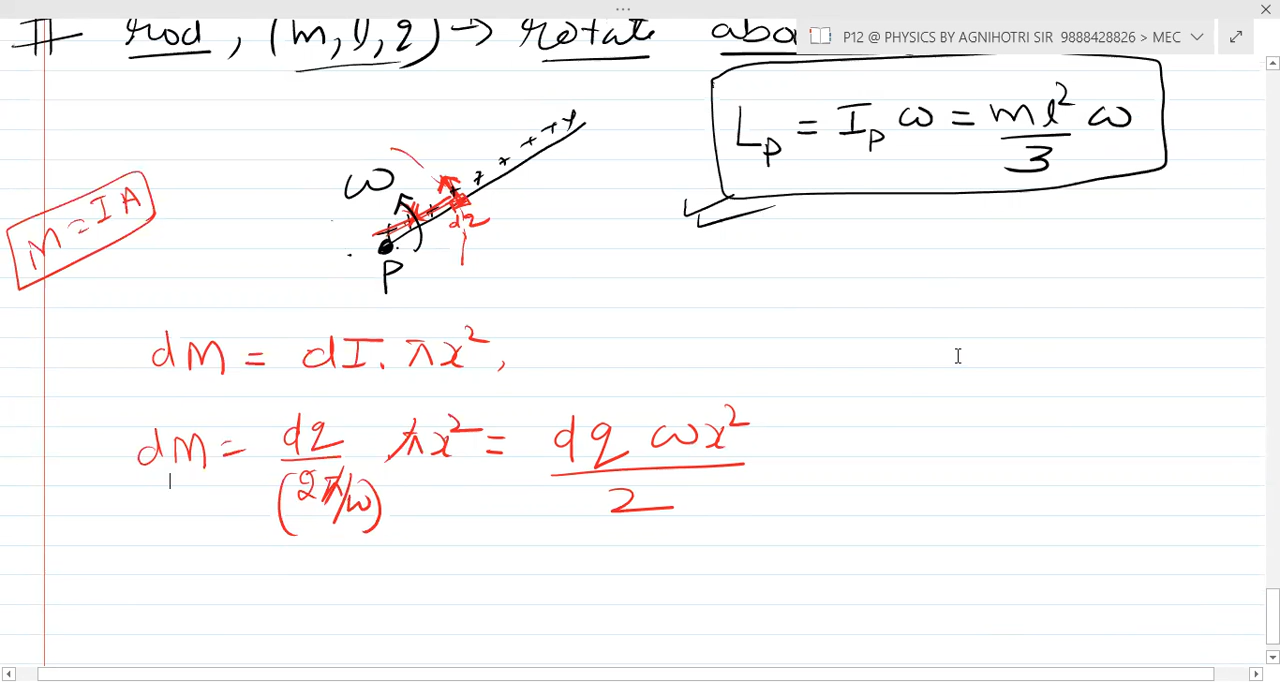 # rod, (m, l, q) → rotate abo
P12 @ PHYSICS BY AGNIHOTRI SIR 9888428826 > MEC
L_P = I_P ω = ml²/3 ω
ω
dq
P
M = I A
dM = dI. πx²,
dM = dq/(2π/ω) πx² = dq ωx²/2